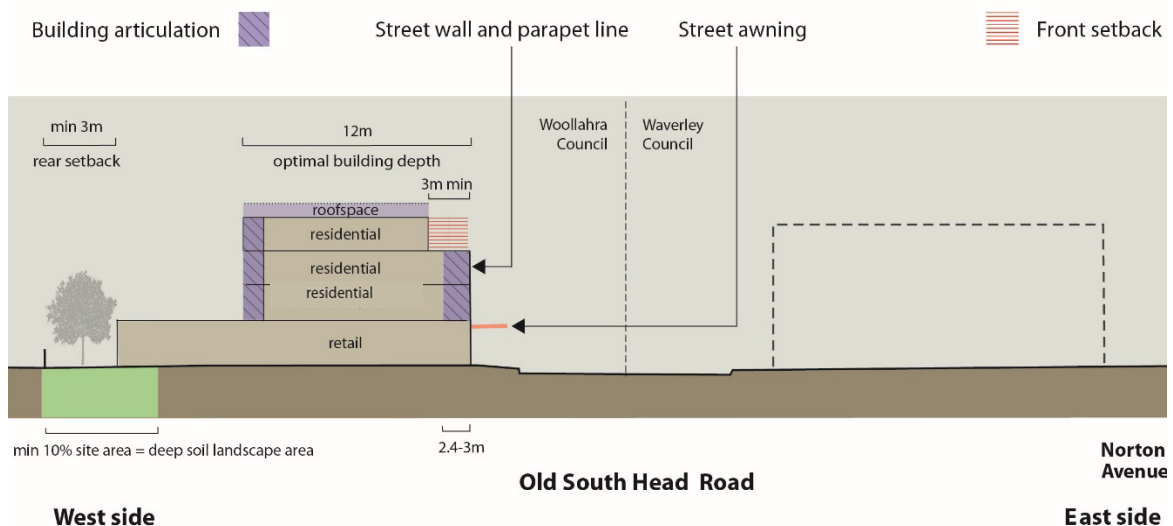 Building articulation
Street wall and parapet line
Street awning
Front setback
min 3m
rear setback
12m
optimal building depth
3m min
Woollahra
Council
Waverley
Council
roofspace
residential
residential
residential
retail
min 10% site area = deep soil landscape area
2.4-3m
Old South Head Road
Norton
Avenue
West side
East side